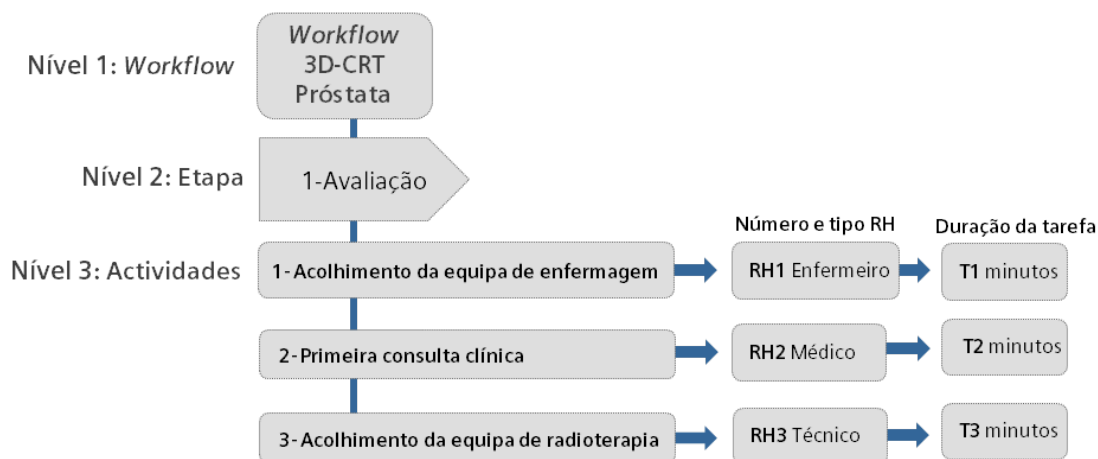 Nível 1: Workflow
Workflow
3D-CRT
Próstata
Nível 2: Etapa
1-Avaliação
Número e tipo RH
Duração da tarefa
Nível 3: Actividades
1- Acolhimento da equipa de enfermagem
RH1 Enfermeiro
T1 minutos
2- Primeira consulta clínica
RH2 Médico
T2 minutos
3- Acolhimento da equipa de radioterapia
RH3 Técnico
T3 minutos